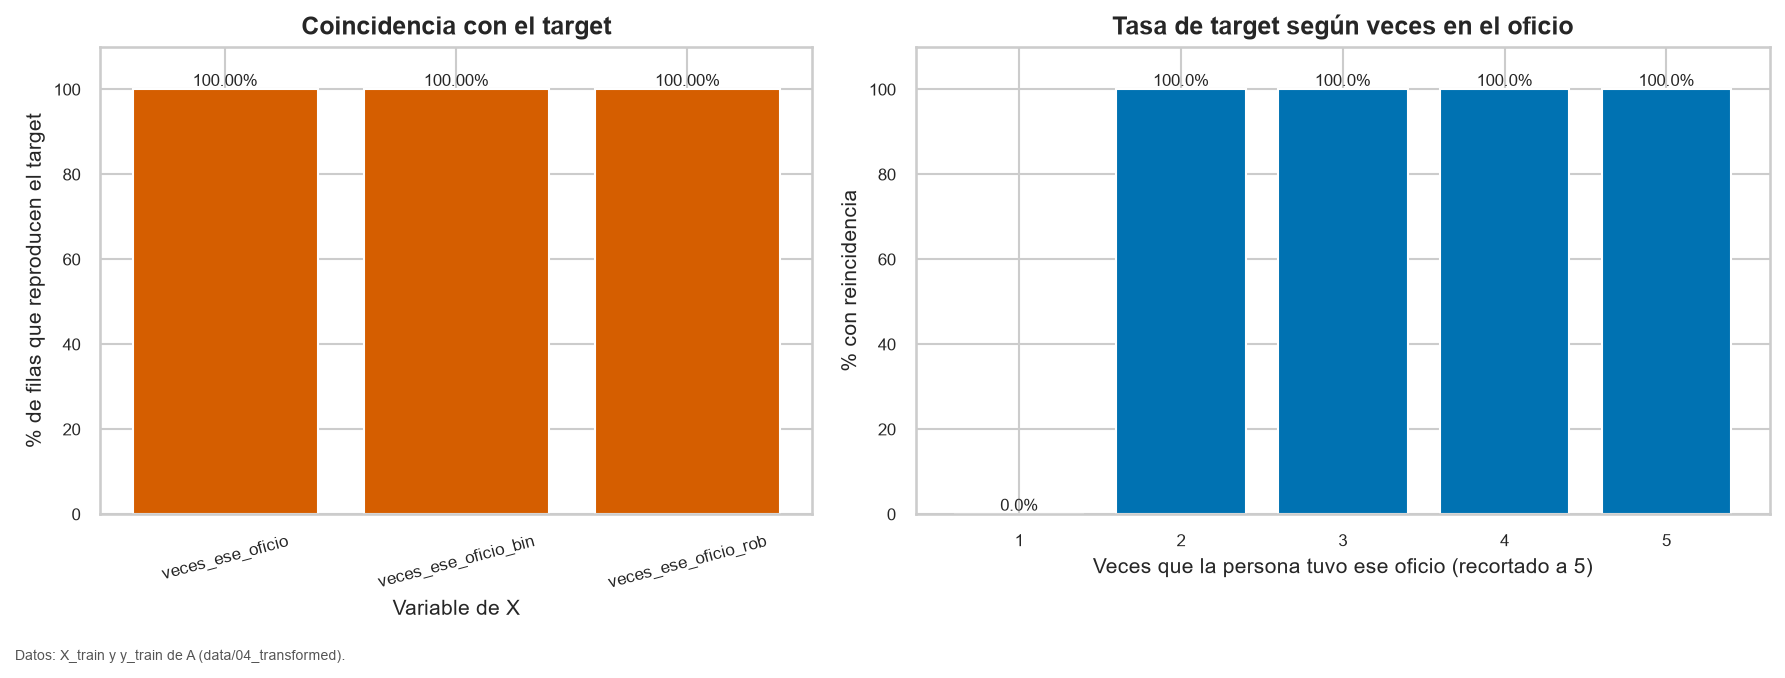 Coincidencia con el target
100.00% 100.00% 100.00%
% de filas que reproducen el target
100
80
60
40
20
0
veces_ese_oficio veces_ese_oficio_bin veces_ese_oficio_rob
Variable de X
Tasa de target según veces en el oficio
100.0% 100.0% 100.0% 100.0%
% con reincidencia
100
80
60
40
20
0
0.0%
1 2 3 4 5
Veces que la persona tuvo ese oficio (recortado a 5)
Datos: X_train y y_train de A (data/04_transformed).